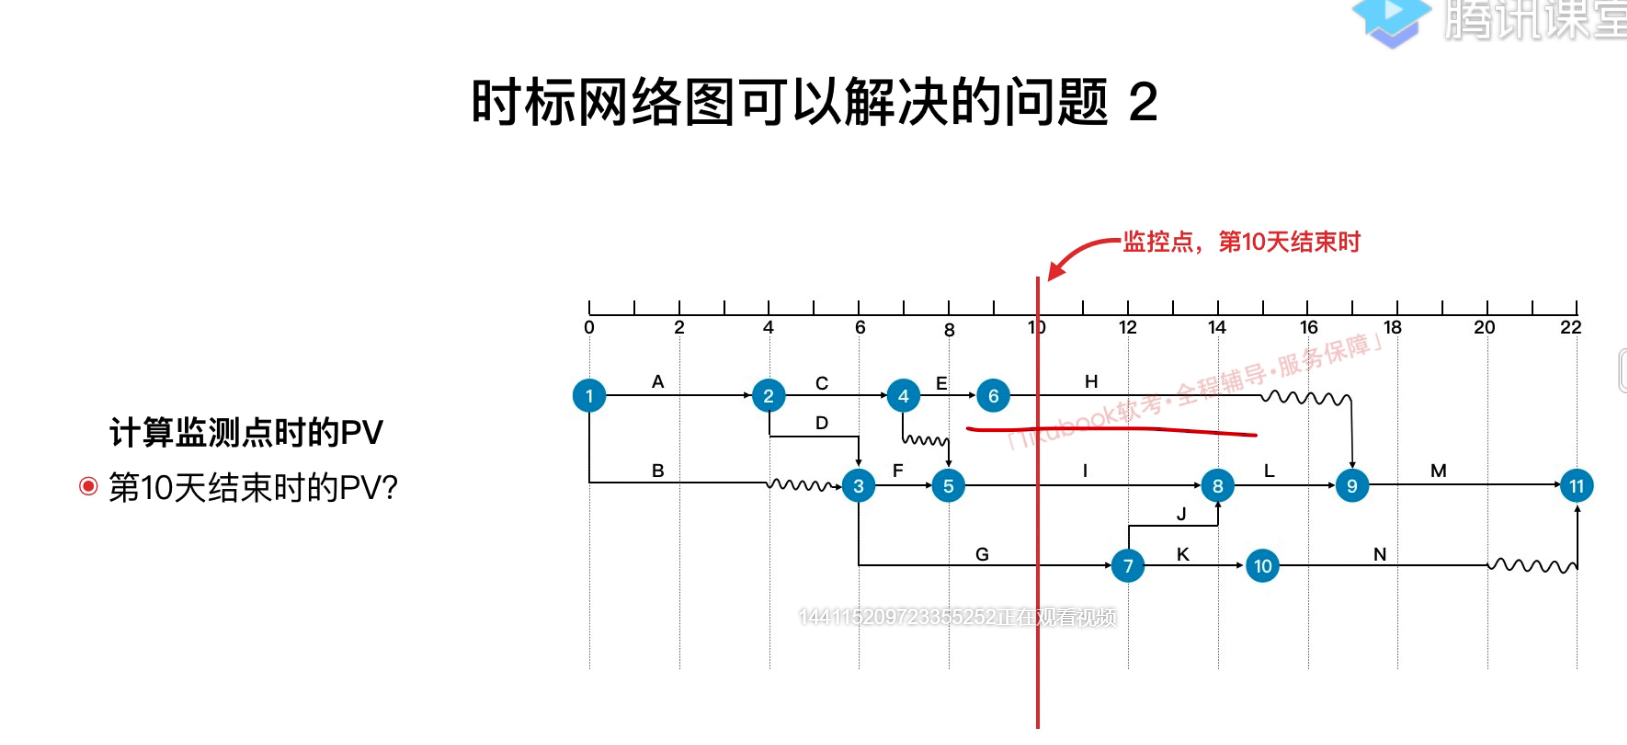 腾讯课堂
时标网络图可以解决的问题 2
监控点，第10天结束时
0 2 4 6 8 10 12 14 16 18 20 22
「Tikubook软考·全程辅导·服务保障」
A C E H
1 2 4 6
D
计算监测点时的PV
第10天结束时的PV?
B F I L M
3 5 8 9 11
J
G K N
7 10
144115209723355252正在观看视频